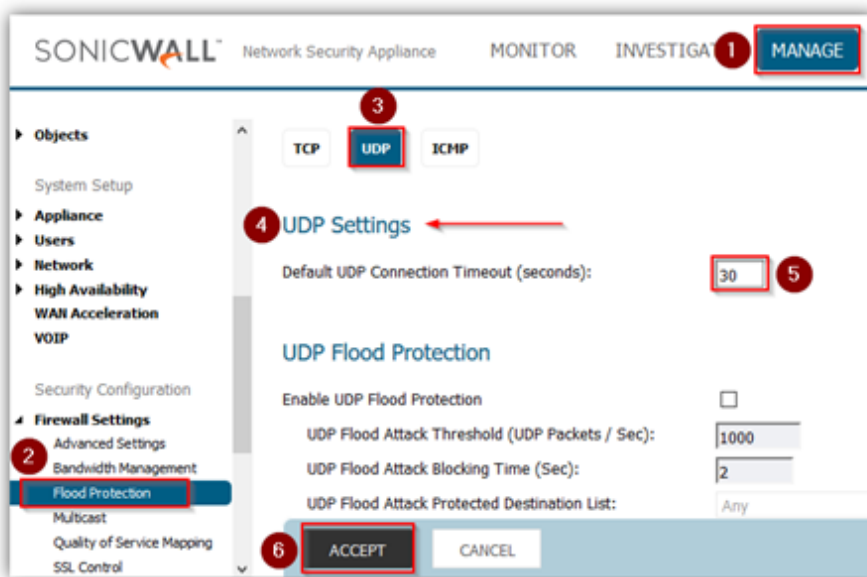 SONICWALL Network Security Appliance MONITOR INVESTIGAT 1 MANAGE
3
Objects
TCP UDP ICMP
System Setup
Appliance
4 UDP Settings
Users
Network
Default UDP Connection Timeout (seconds): 30 5
High Availability
WAN Acceleration
VOIP
UDP Flood Protection
Security Configuration
Enable UDP Flood Protection
Firewall Settings
Advanced Settings
UDP Flood Attack Threshold (UDP Packets / Sec): 1000
2
Bandwidth Management
UDP Flood Attack Blocking Time (Sec): 2
Flood Protection
UDP Flood Attack Protected Destination List: Any
Multicast
Quality of Service Mapping
6 ACCEPT CANCEL
SSL Control